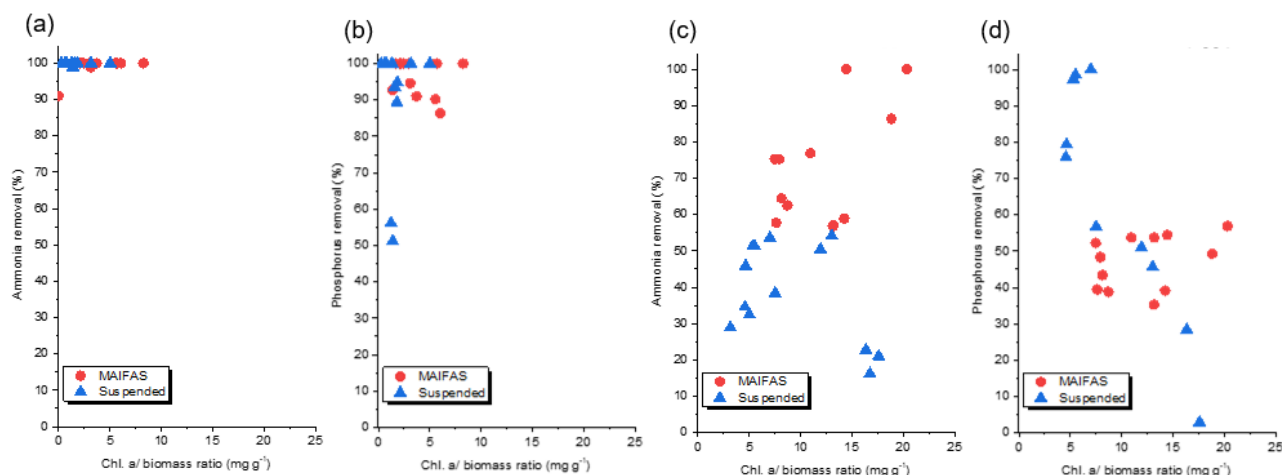 (a)
Ammonia removal (%)
100
90
80
70
60
50
40
30
20
10
0
0 5 10 15 20 25
MAIFAS
Suspended
Chl. a/ biomass ratio (mg g⁻¹)
(b)
Phosphorus removal (%)
100
90
80
70
60
50
40
30
20
10
0
0 5 10 15 20 25
MAIFAS
Suspended
Chl. a/ biomass ratio (mg g⁻¹)
(c)
Ammonia removal (%)
100
90
80
70
60
50
40
30
20
10
0
0 5 10 15 20 25
MAIFAS
Suspended
Chl. a/ biomass ratio (mg g⁻¹)
(d)
Phosphorus removal (%)
100
90
80
70
60
50
40
30
20
10
0
0 5 10 15 20 25
MAIFAS
Suspended
Chl. a/ biomass ratio (mg g⁻¹)